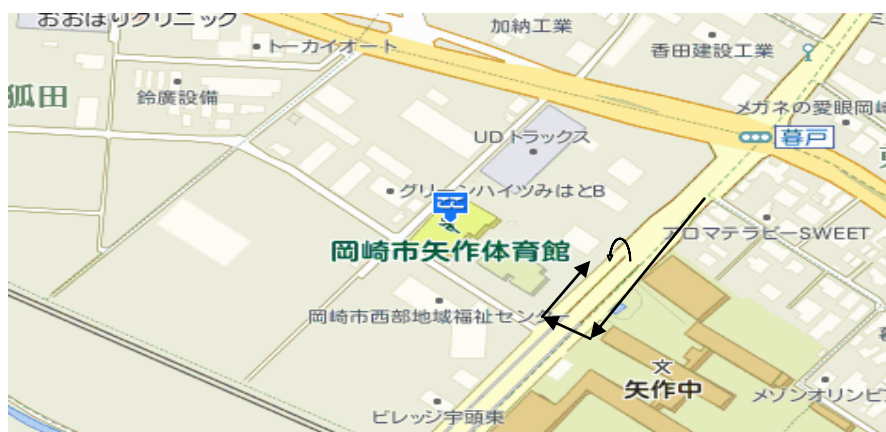 おおばりクリニック
加納工業
トーカイオート
香田建設工業
狐田
鈴廣設備
メガネの愛眼岡崎
UDトラックス
暮戸
グリーンハイツみはとB
ここ
アロマテラピーSWEET
岡崎市矢作体育館
岡崎市西部地域福祉センター
文
矢作中
メゾンオリンピ
ビレッジ宇頭東